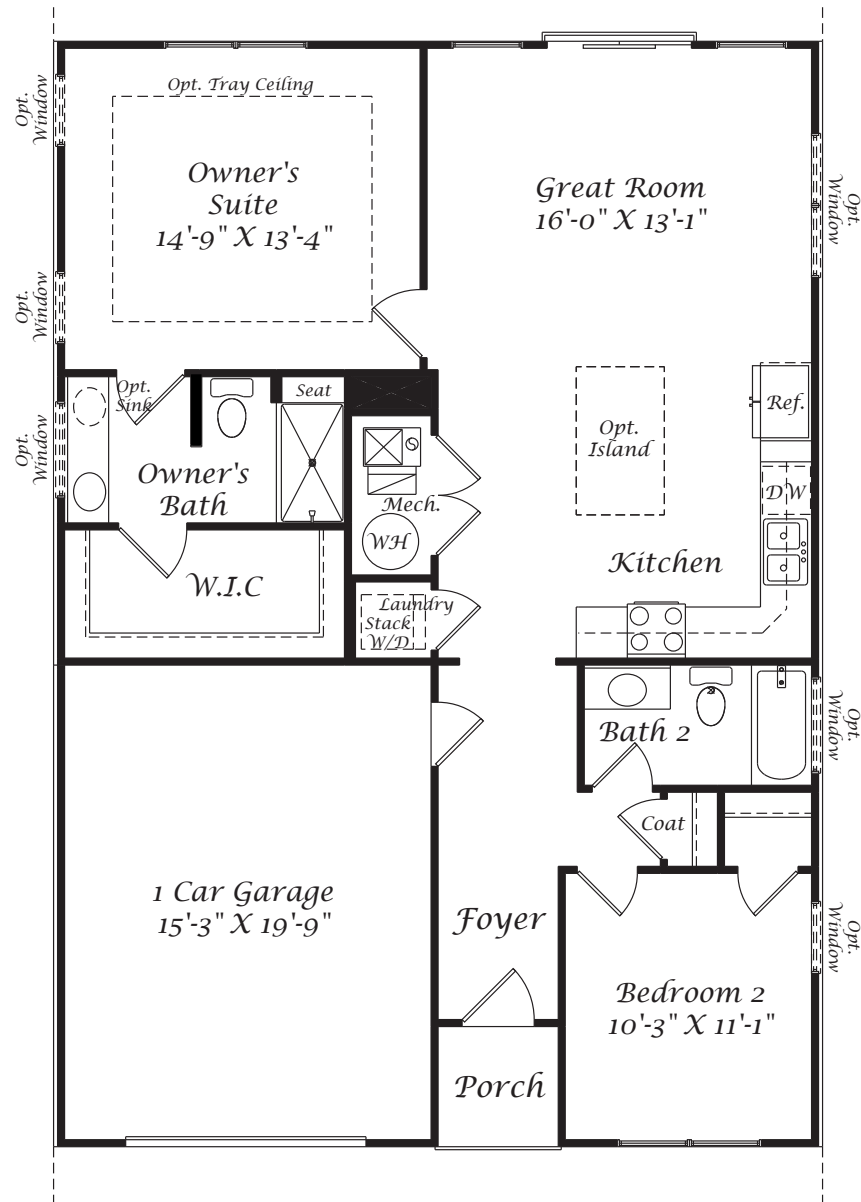 Opt. Tray Ceiling
Opt.
Window
Owner's
Suite
14'-9" X 13'-4"
Great Room
16'-0" X 13'-1"
Opt.
Window
Opt.
Window
Opt.
Sink
Seat
Opt.
Island
Ref.
Opt.
Window
Owner's
Bath
Mech.
DW
WH
Kitchen
W.I.C
Laundry
Stack
W/D
Bath 2
Opt.
Window
Coat
1 Car Garage
15'-3" X 19'-9"
Foyer
Opt.
Window
Bedroom 2
10'-3" X 11'-1"
Porch